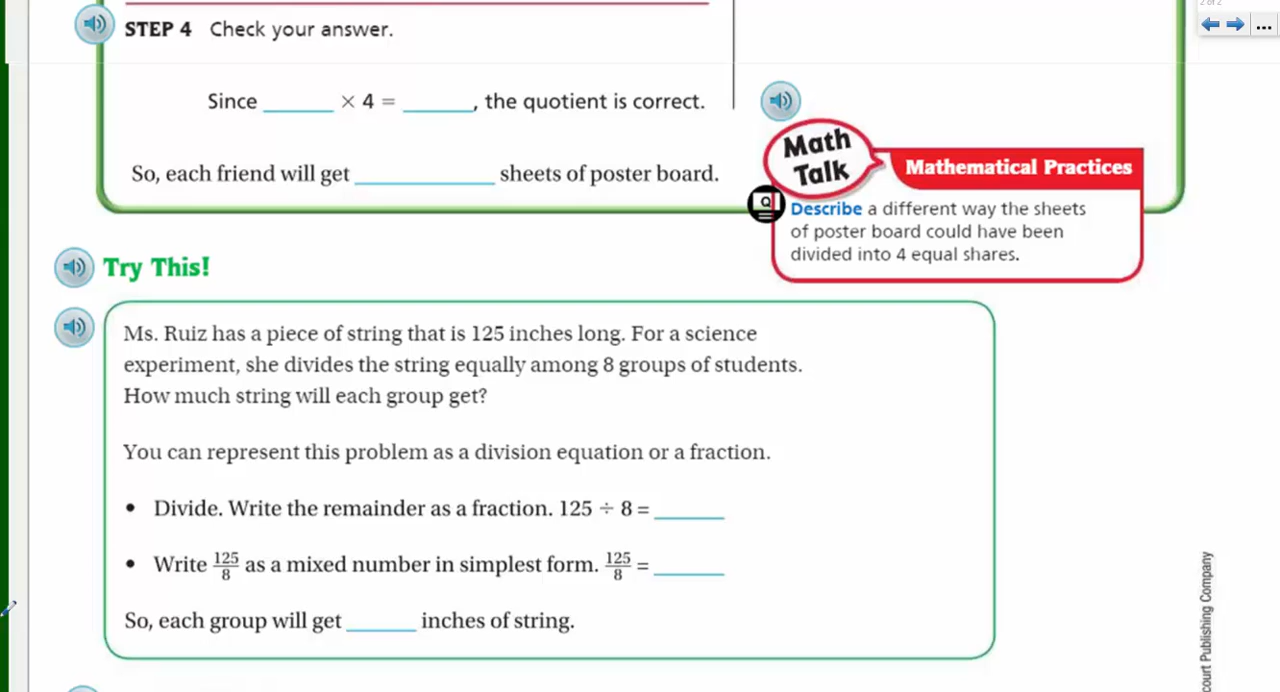 2 of 2
STEP 4 Check your answer.
Since ______ × 4 = ______, the quotient is correct.
So, each friend will get ____________ sheets of poster board.
Math
Talk
Mathematical Practices
Q
Describe a different way the sheets
of poster board could have been
divided into 4 equal shares.
Try This!
Ms. Ruiz has a piece of string that is 125 inches long. For a science
experiment, she divides the string equally among 8 groups of students.
How much string will each group get?
You can represent this problem as a division equation or a fraction.
• Divide. Write the remainder as a fraction. 125 ÷ 8 = ______
• Write 125/8 as a mixed number in simplest form. 125/8 = ______
So, each group will get ______ inches of string.
court Publishing Company